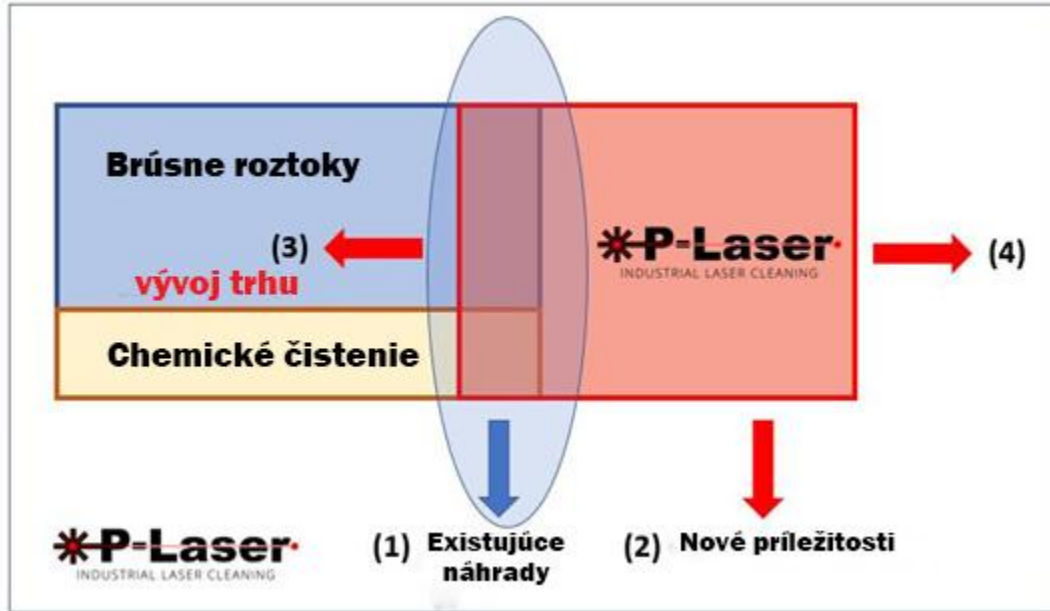 Brúsne roztoky
(3)
vývoj trhu
Chemické čistenie
P-Laser
INDUSTRIAL LASER CLEANING
(4)
P-Laser
INDUSTRIAL LASER CLEANING
(1) Existujúce
náhrady
(2) Nové príležitosti